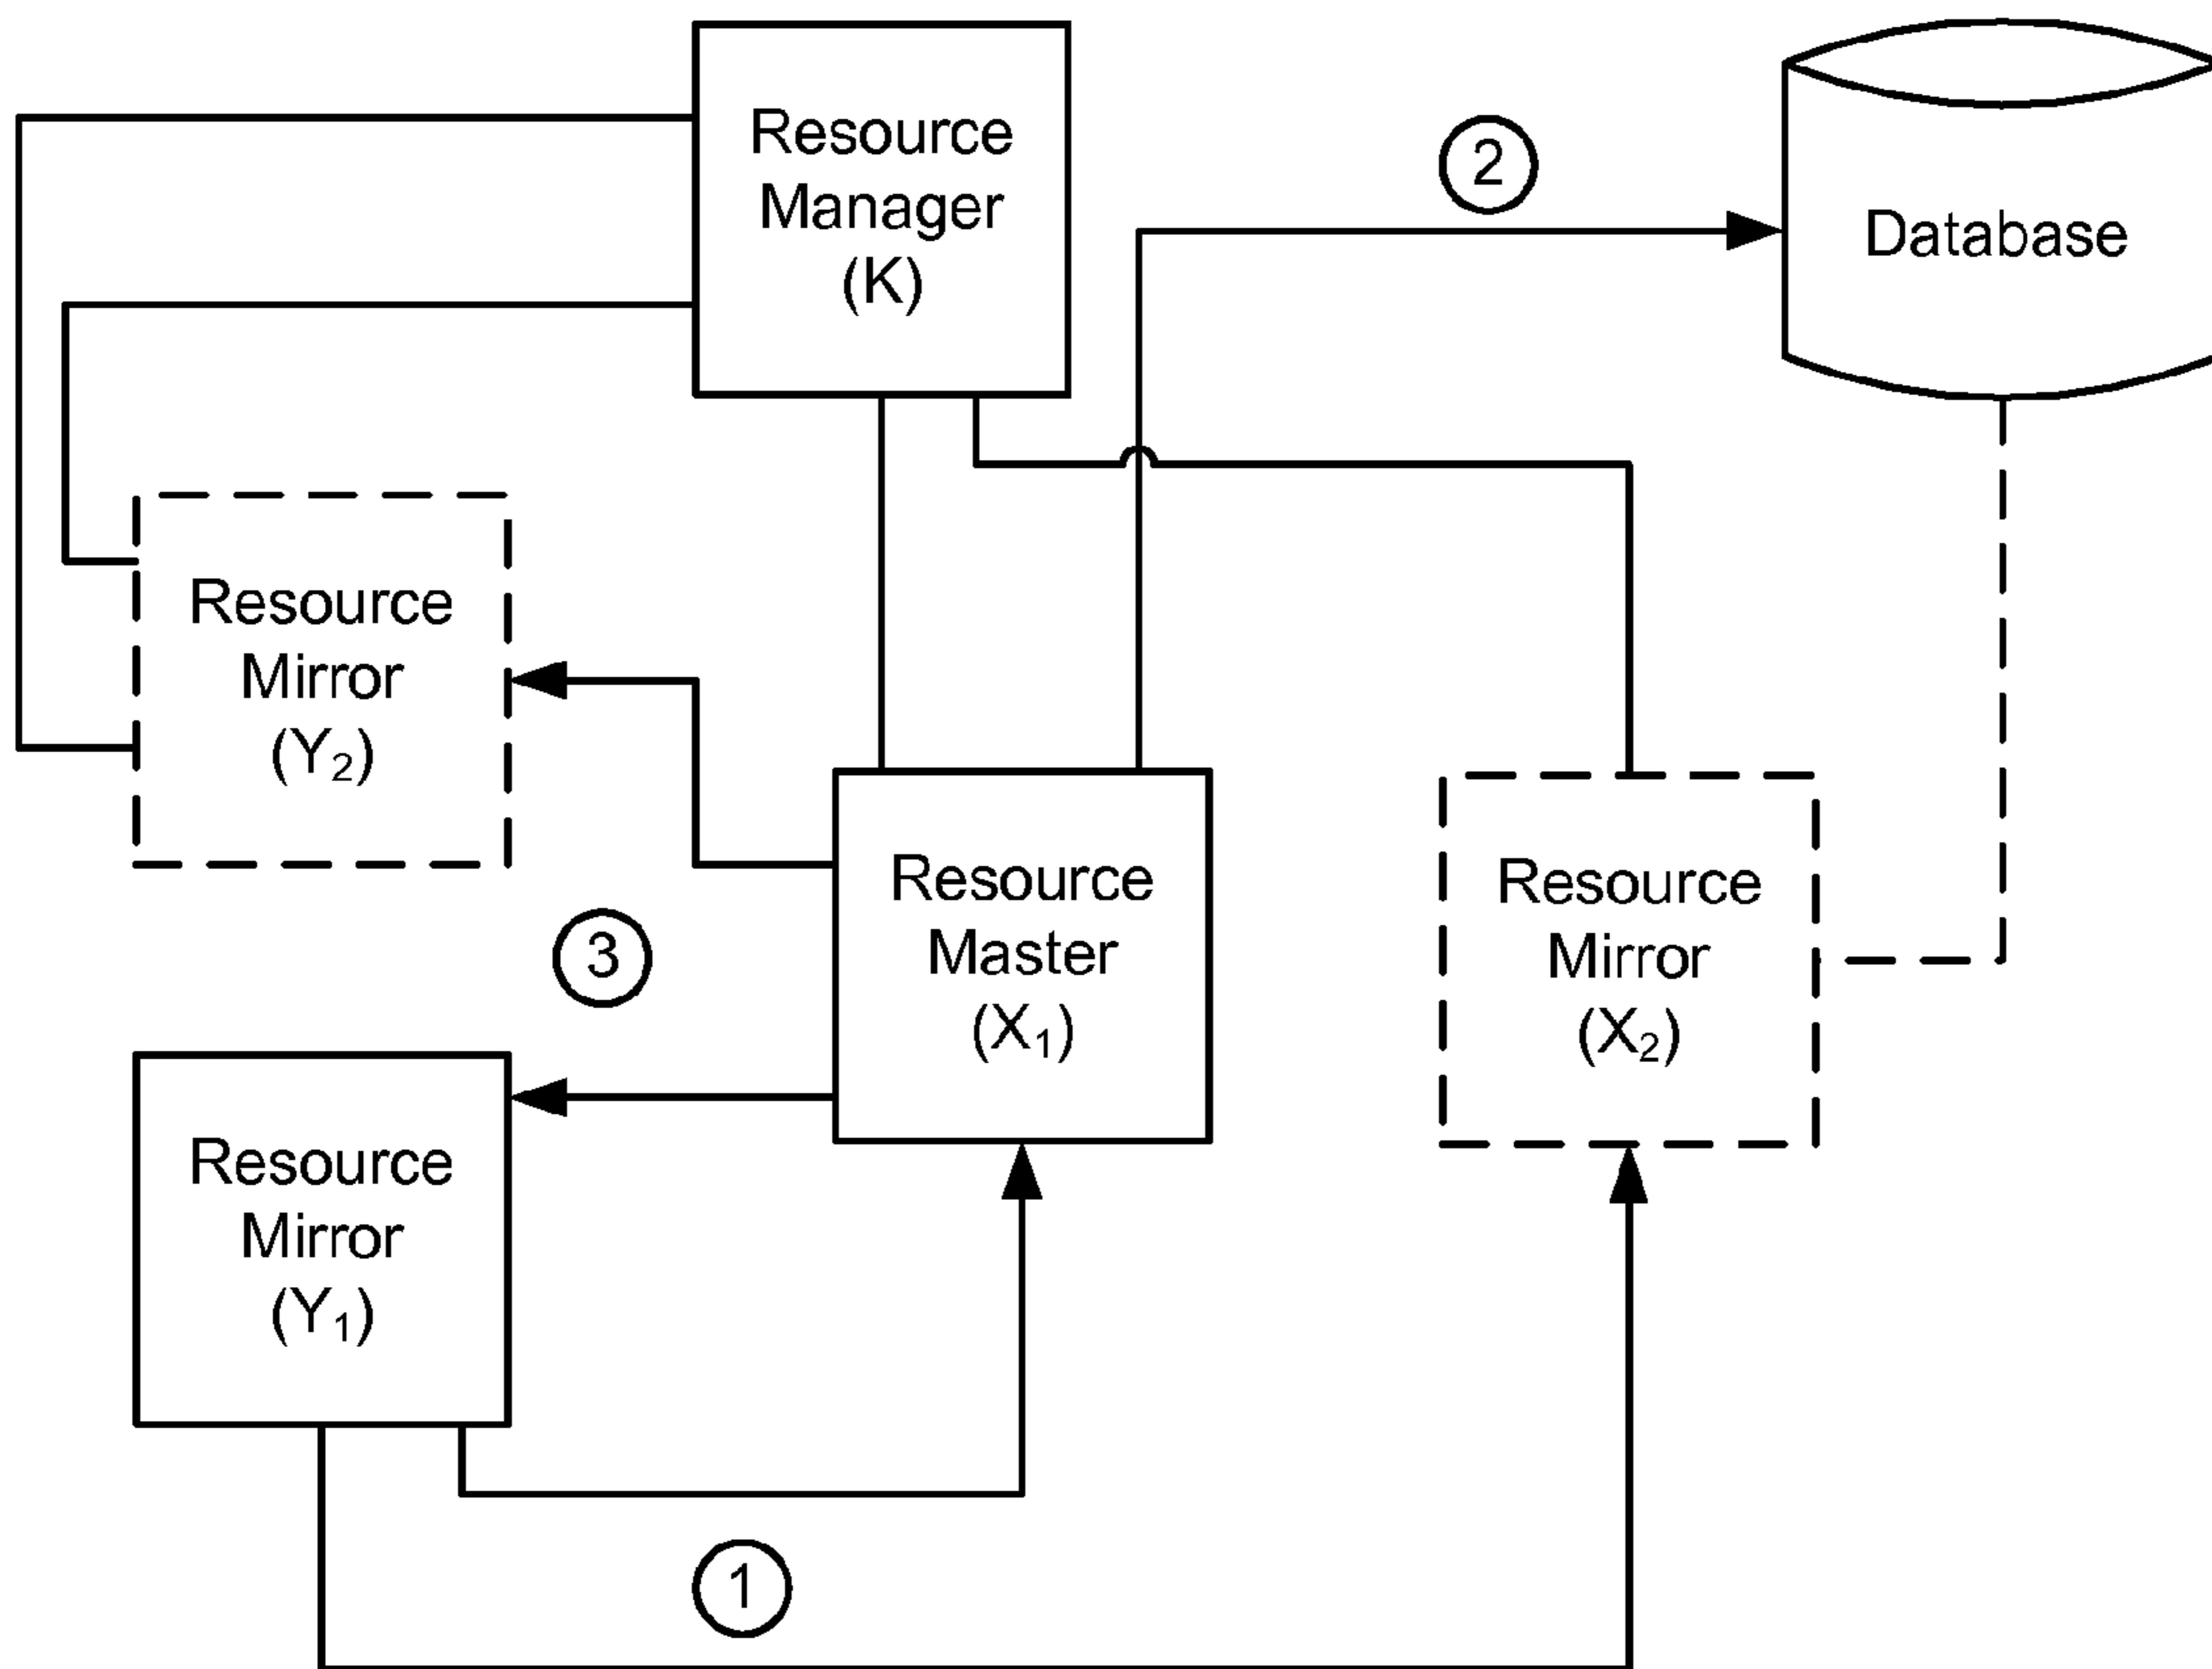 Resource
Manager
(K)
2
Database
Resource
Mirror
(Y₂)
Resource
Master
(X₁)
Resource
Mirror
(X₂)
3
Resource
Mirror
(Y₁)
1